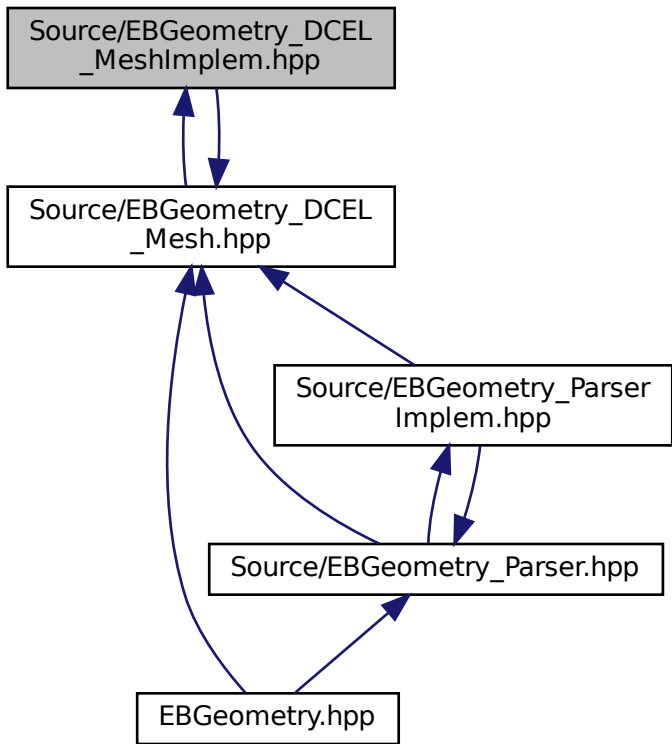 Source/EBGeometry_DCEL
_MeshImplem.hpp
Source/EBGeometry_DCEL
_Mesh.hpp
Source/EBGeometry_Parser
Implem.hpp
Source/EBGeometry_Parser.hpp
EBGeometry.hpp